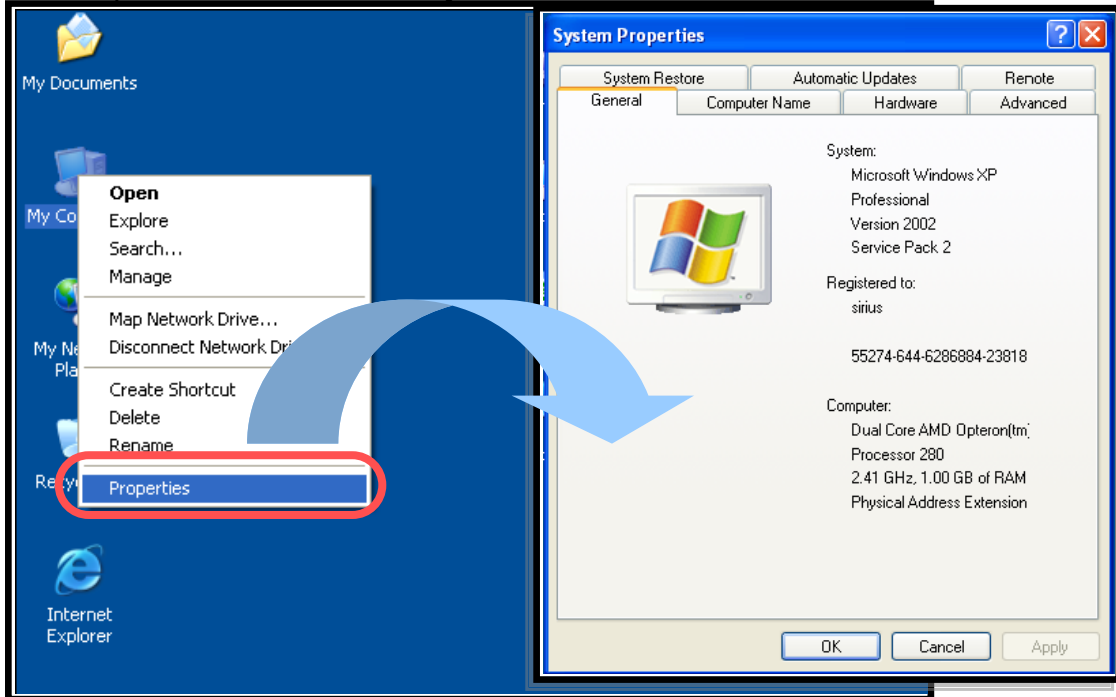 My Documents
My Co
My Ne
Pla
Recy
Internet
Explorer
Open
Explore
Search...
Manage
Map Network Drive...
Disconnect Network Dri
Create Shortcut
Delete
Rename
Properties
System Properties
System Restore
Automatic Updates
Remote
General
Computer Name
Hardware
Advanced
System:
Microsoft Windows XP
Professional
Version 2002
Service Pack 2
Registered to:
sirius
55274-644-6286884-23818
Computer:
Dual Core AMD Opteron(tm)
Processor 280
2.41 GHz, 1.00 GB of RAM
Physical Address Extension
OK
Cancel
Apply